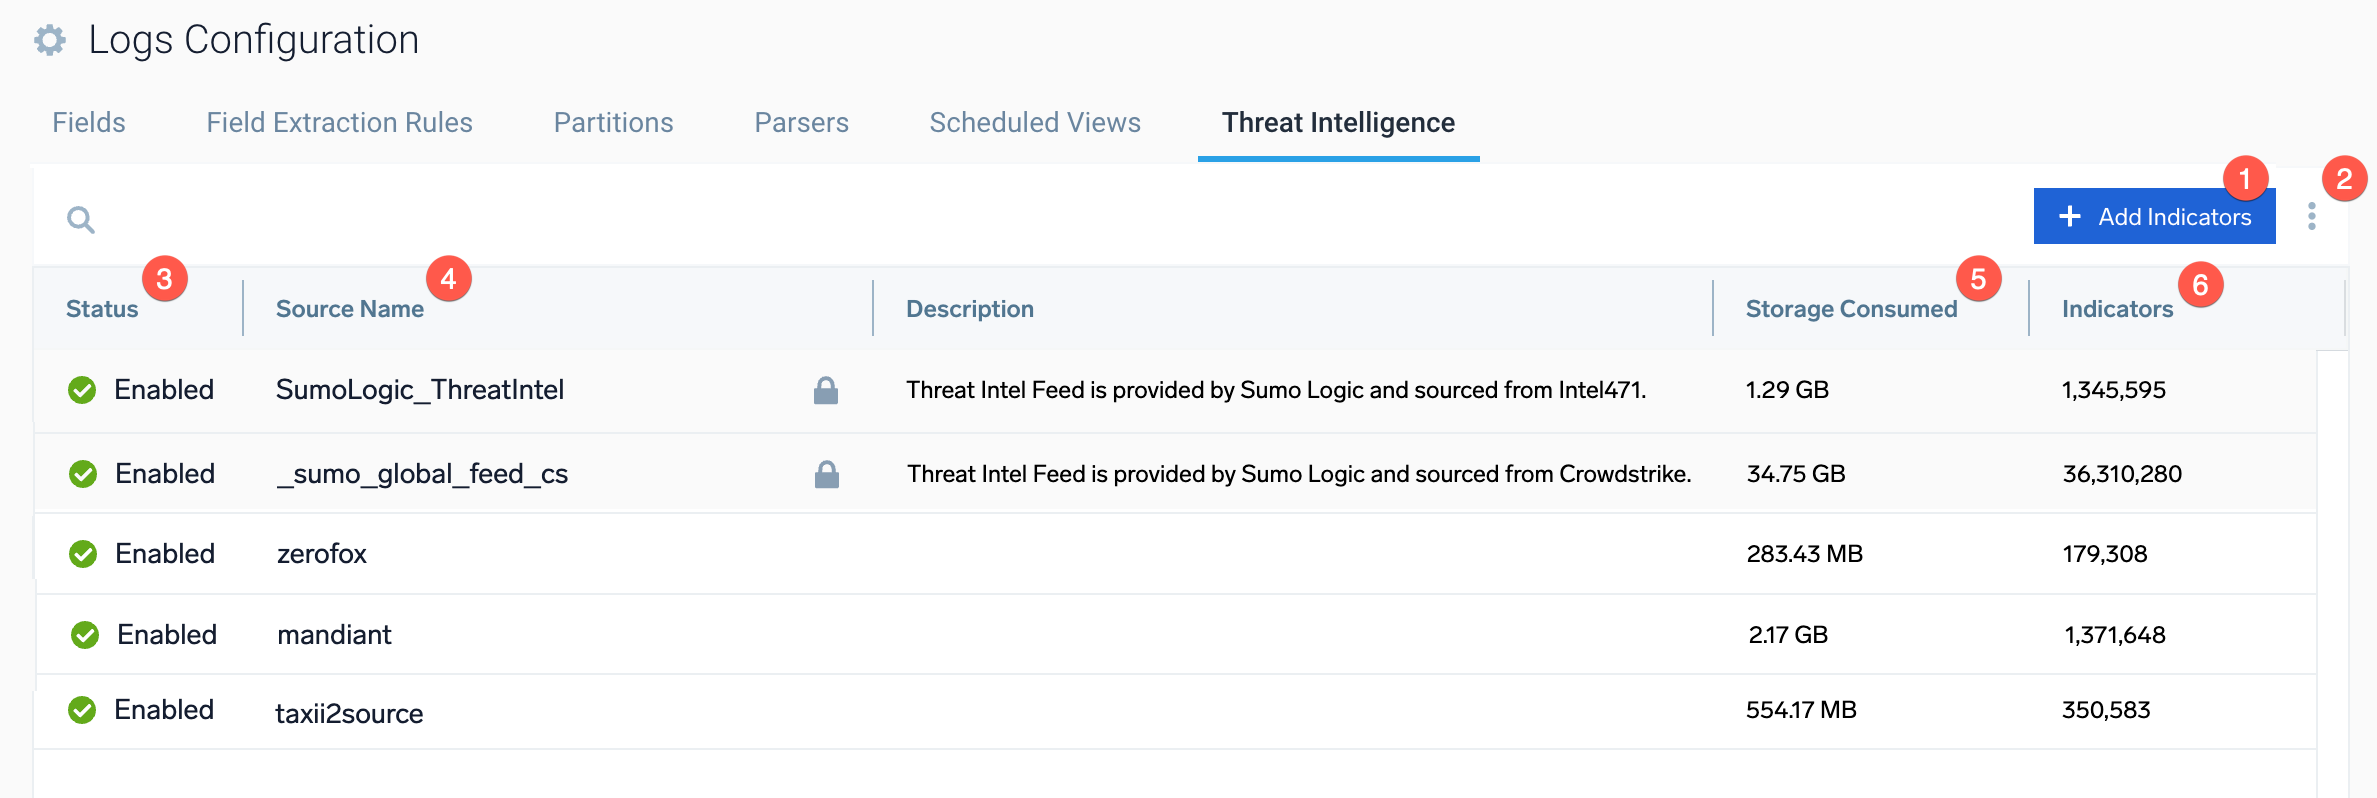 Logs Configuration
Fields Field Extraction Rules Partitions Parsers Scheduled Views Threat Intelligence
1 2
+ Add Indicators
3 4 5 6
Status Source Name Description Storage Consumed Indicators
Enabled SumoLogic_ThreatIntel Threat Intel Feed is provided by Sumo Logic and sourced from Intel471. 1.29 GB 1,345,595
Enabled _sumo_global_feed_cs Threat Intel Feed is provided by Sumo Logic and sourced from Crowdstrike. 34.75 GB 36,310,280
Enabled zerofox 283.43 MB 179,308
Enabled mandiant 2.17 GB 1,371,648
Enabled taxii2source 554.17 MB 350,583